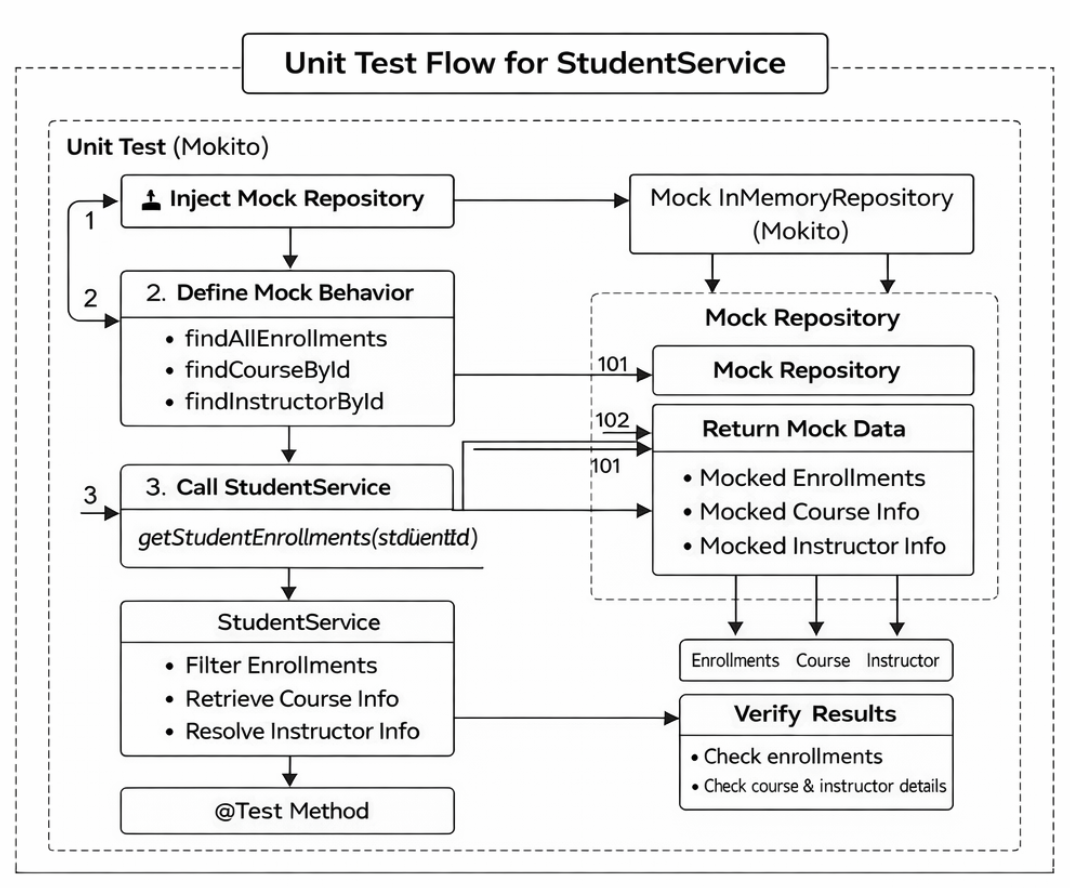 Unit Test Flow for StudentService
Unit Test (Mokito)
Inject Mock Repository
1
Mock InMemoryRepository
(Mokito)
2
2. Define Mock Behavior
• findAllEnrollments
• findCourseById
• findInstructorById
Mock Repository
101
Mock Repository
102
101
Return Mock Data
• Mocked Enrollments
• Mocked Course Info
• Mocked Instructor Info
3
3. Call StudentService
StudentService
• Filter Enrollments
• Retrieve Course Info
• Resolve Instructor Info
Enrollments Course Instructor
Verify Results
• Check enrollments
• Check course & instructor details
@Test Method